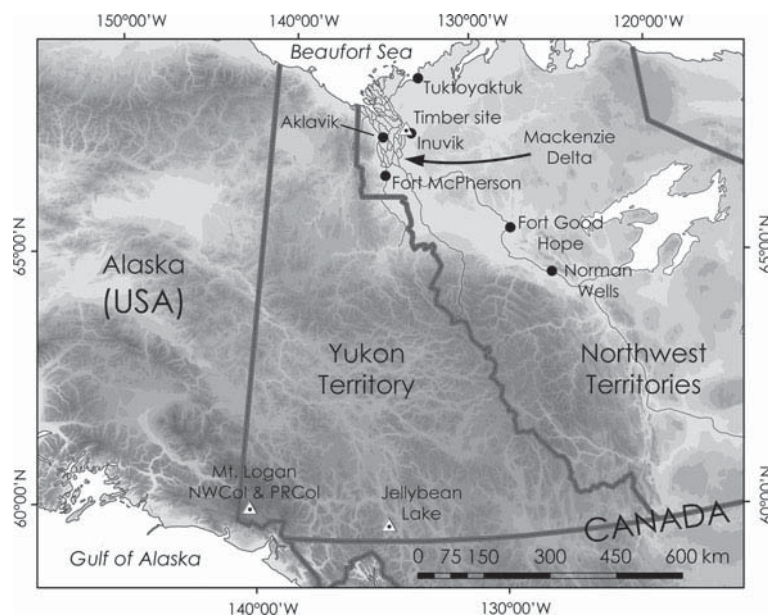 150°00'W 140°00'W 130°00'W 120°00'W
Beaufort Sea
Tuktoyaktuk
Timber site
Aklavik
Inuvik
Mackenzie
Delta
Fort McPherson
Fort Good
Hope
65°00'N
65°00'N
Alaska
(USA)
Norman
Wells
Yukon
Territory
Northwest
Territories
Mt. Logan
NWCol & PRCol
Jellybean
Lake
60°00'N
60°00'N
CANADA
Gulf of Alaska
0 75 150 300 450 600 km
140°00'W 130°00'W